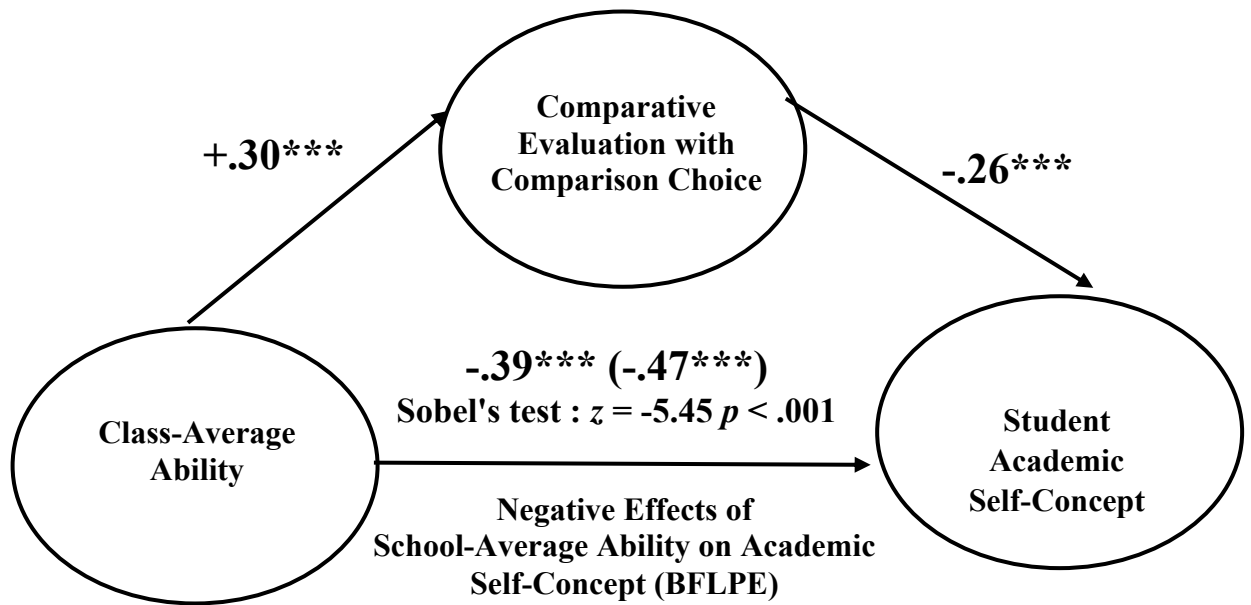 Comparative
Evaluation with
Comparison Choice
+.30***
-.26***
-.39*** (-.47***)
Sobel's test : z = -5.45 p < .001
Class-Average
Ability
Student
Academic
Self-Concept
Negative Effects of
School-Average Ability on Academic
Self-Concept (BFLPE)